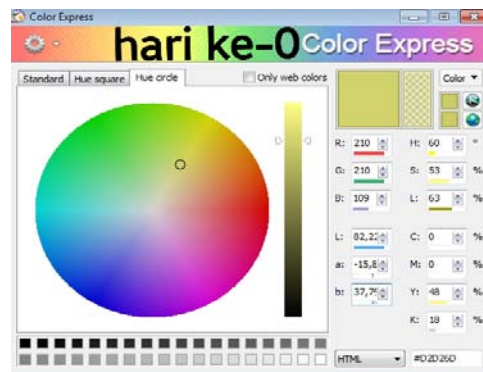 Color Express
hari ke-0
Color Express
Standard Hue square Hue circle Only web colors
Color
R: 210 H: 60 °
G: 210 S: 53 %
B: 109 L: 63 %
L: 82,22 C: 0 %
a: -15,8 M: 0 %
b: 37,79 Y: 48 %
K: 18 %
HTML #D2D26D